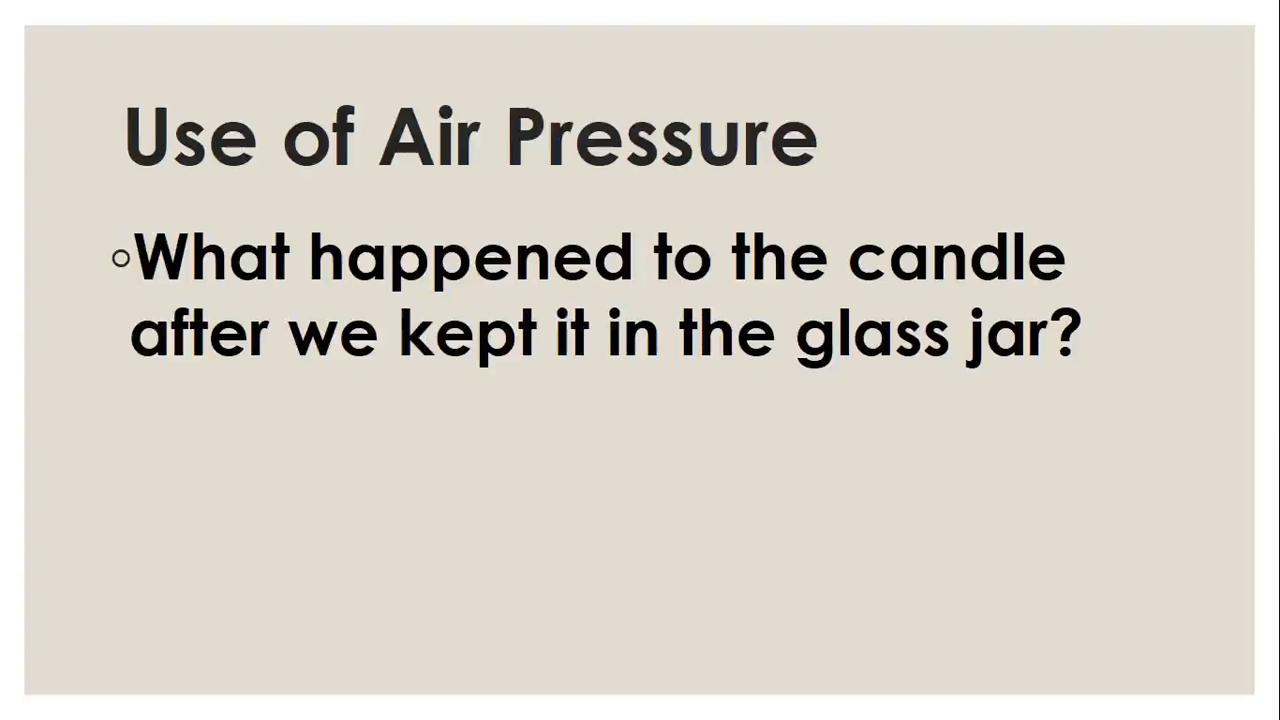 Use of Air Pressure
◦What happened to the candle
after we kept it in the glass jar?